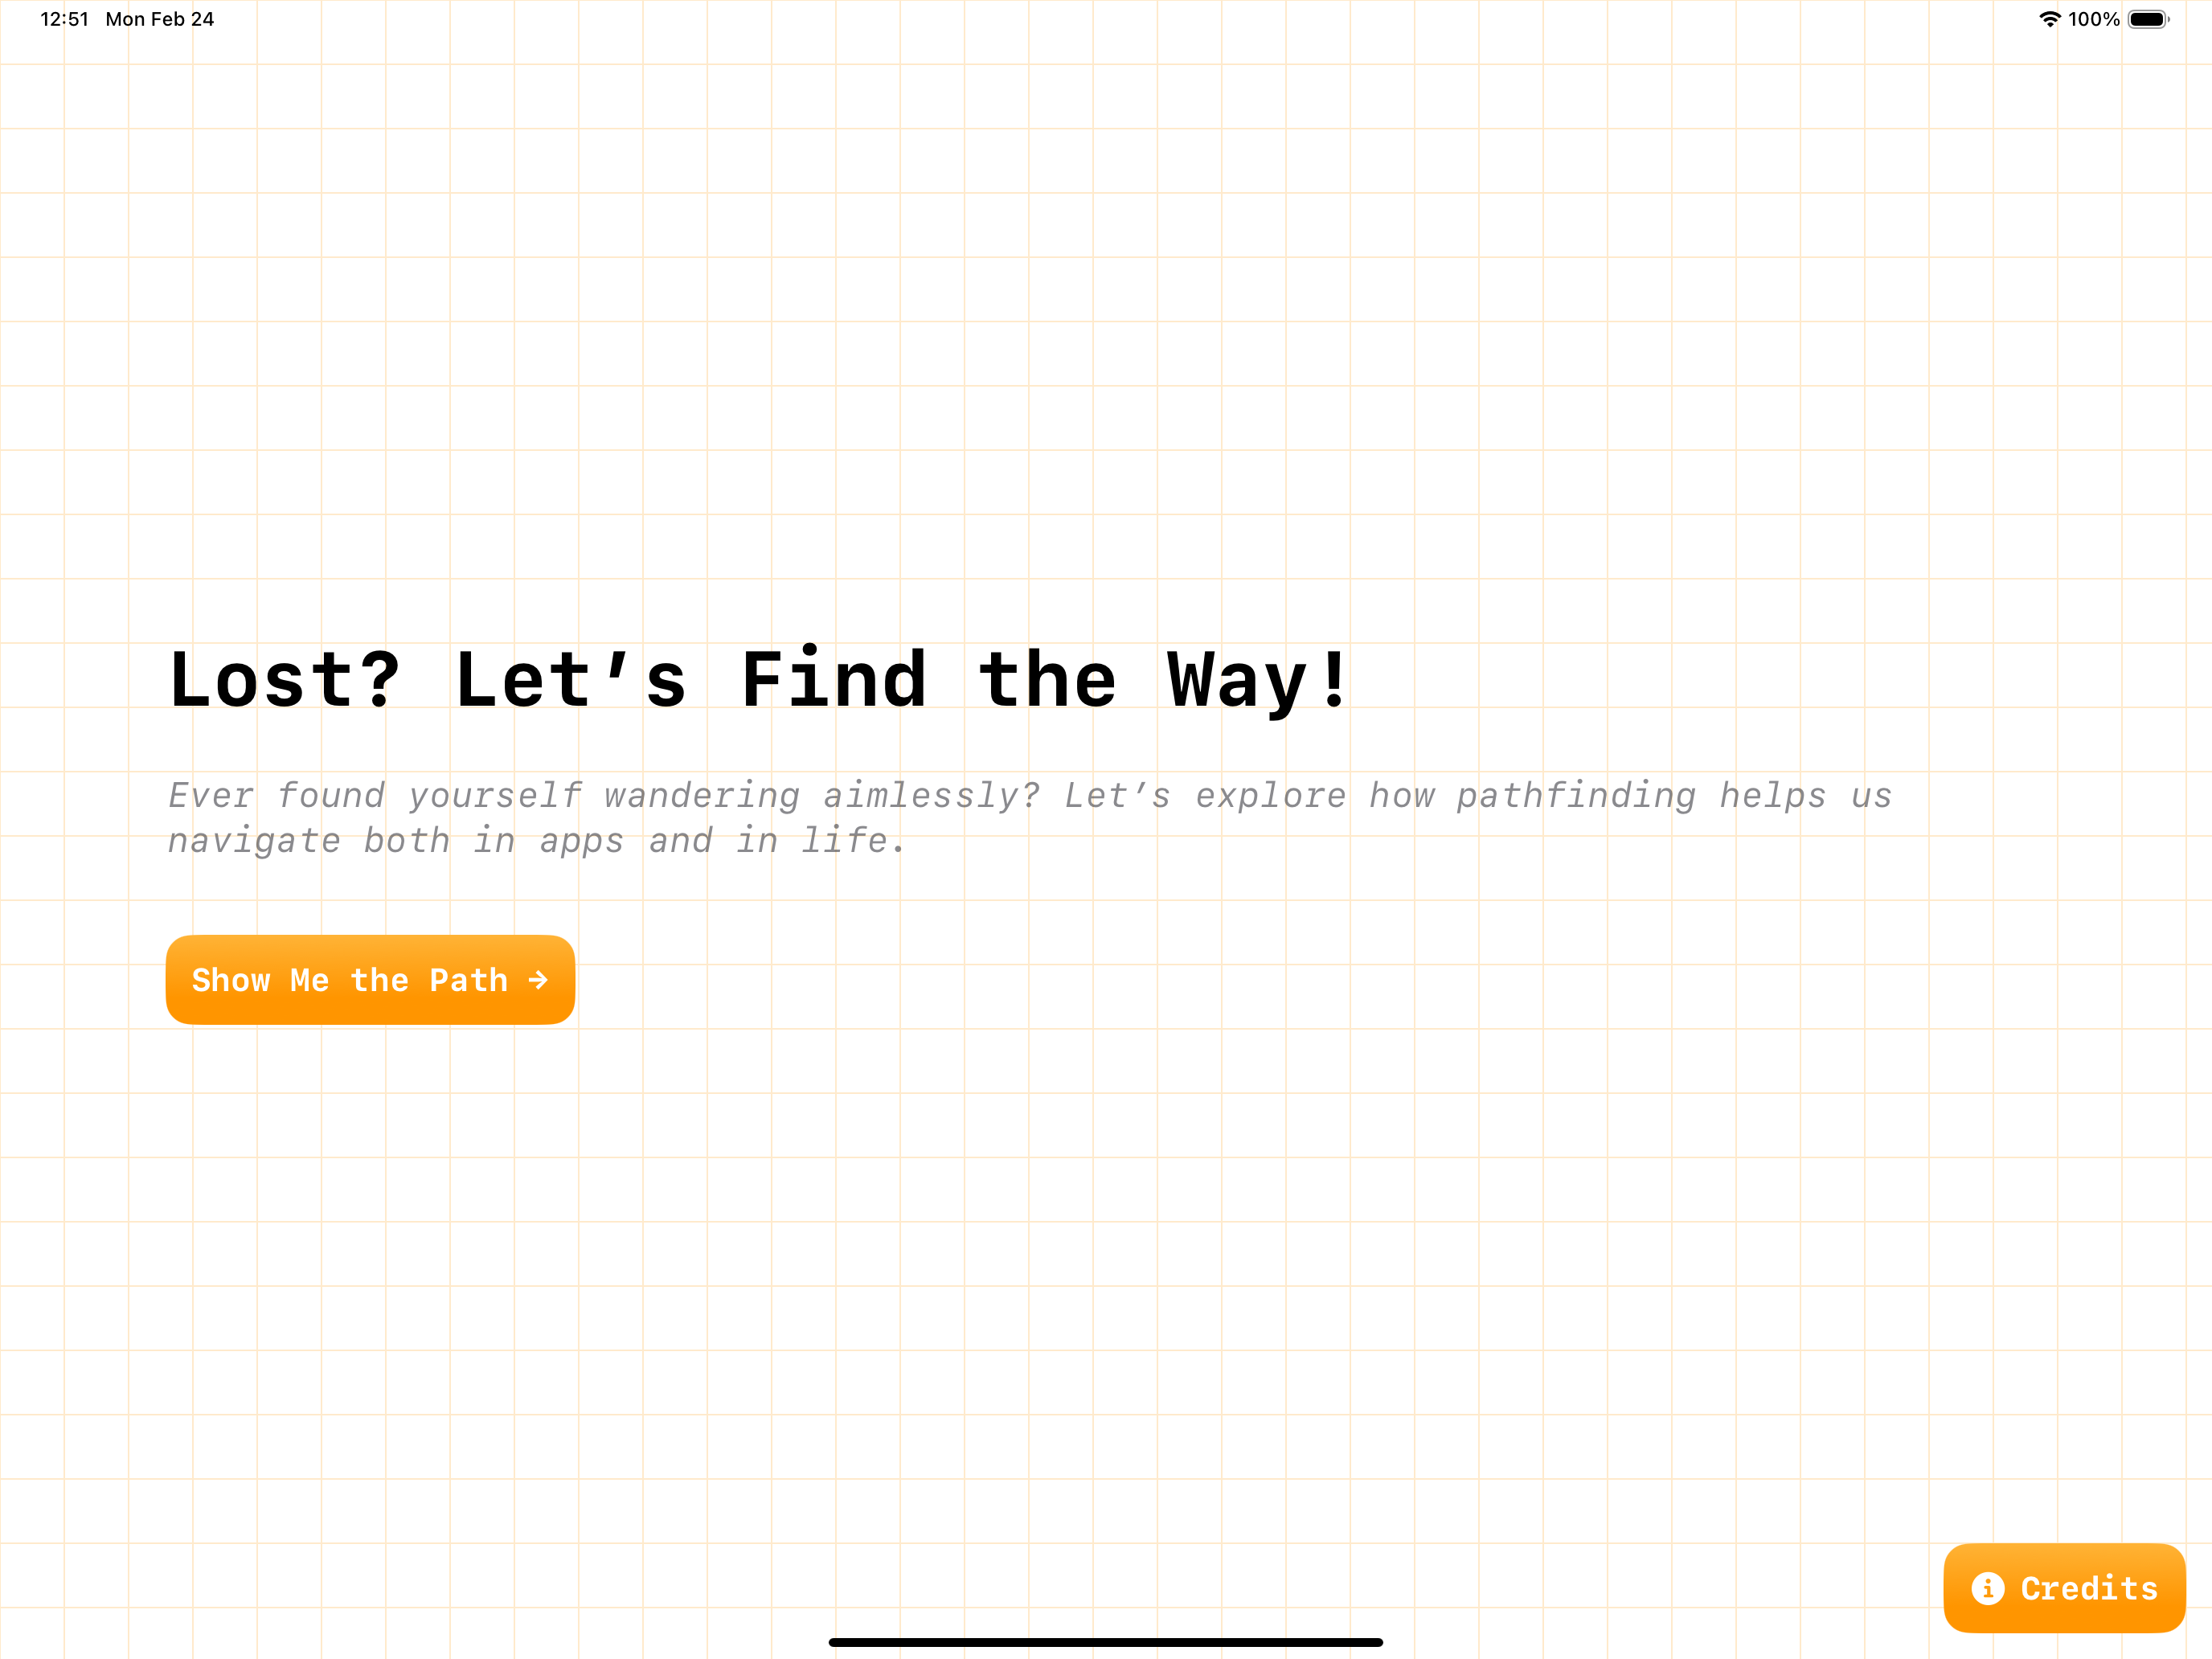 12:51 Mon Feb 24
100%
Lost? Let’s Find the Way!
Ever found yourself wandering aimlessly? Let’s explore how pathfinding helps us
navigate both in apps and in life.
Show Me the Path →
Credits